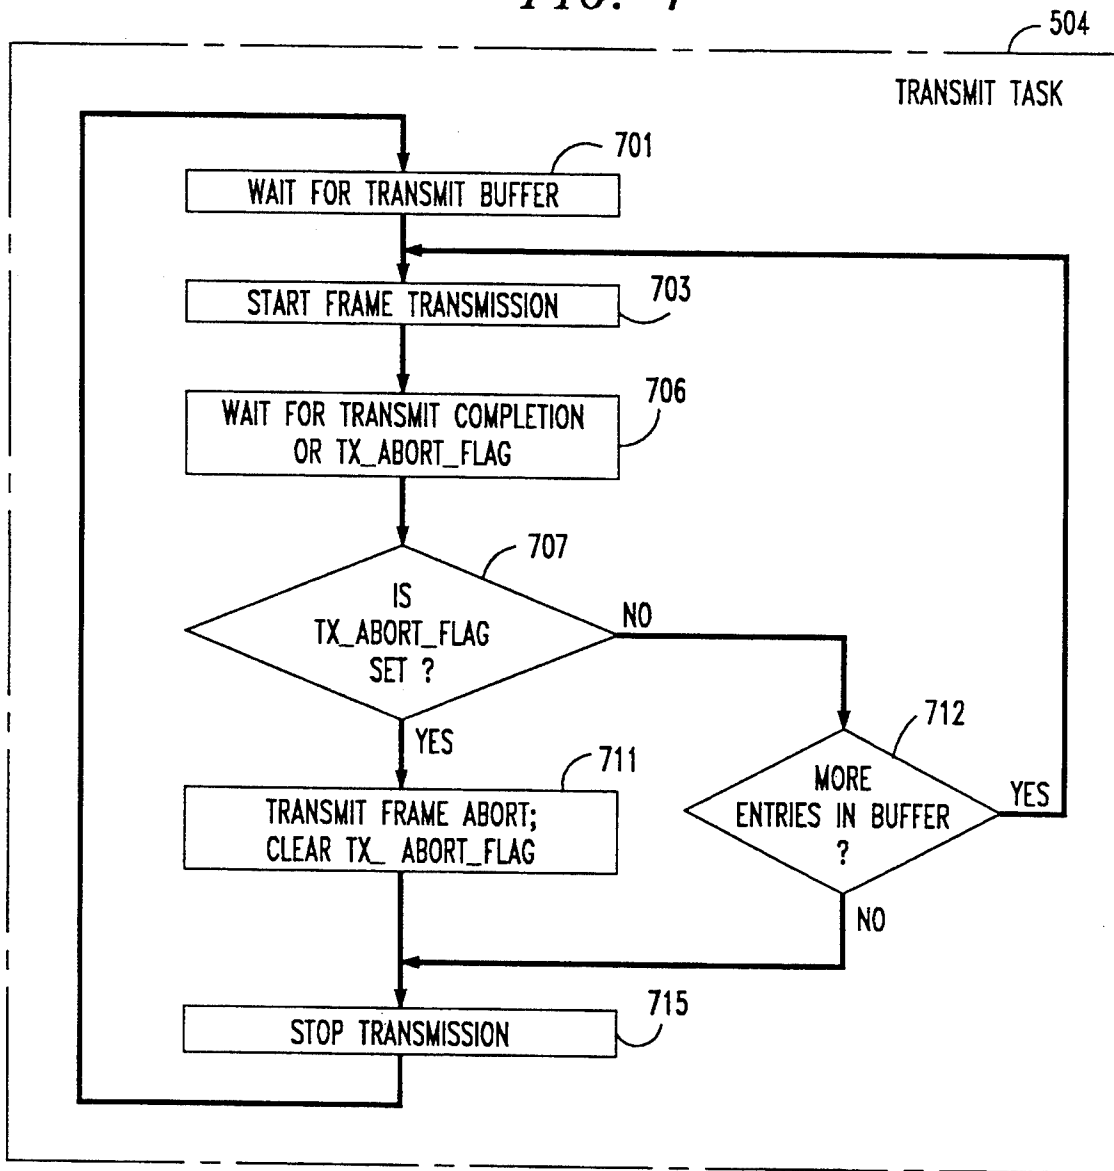 FIG. 7
504
TRANSMIT TASK
701
WAIT FOR TRANSMIT BUFFER
703
START FRAME TRANSMISSION
706
WAIT FOR TRANSMIT COMPLETION
OR TX_ABORT_FLAG
707
IS
TX_ABORT_FLAG
SET ?
NO
YES
712
MORE
ENTRIES IN BUFFER
?
YES
NO
711
TRANSMIT FRAME ABORT;
CLEAR TX_ ABORT_FLAG
715
STOP TRANSMISSION